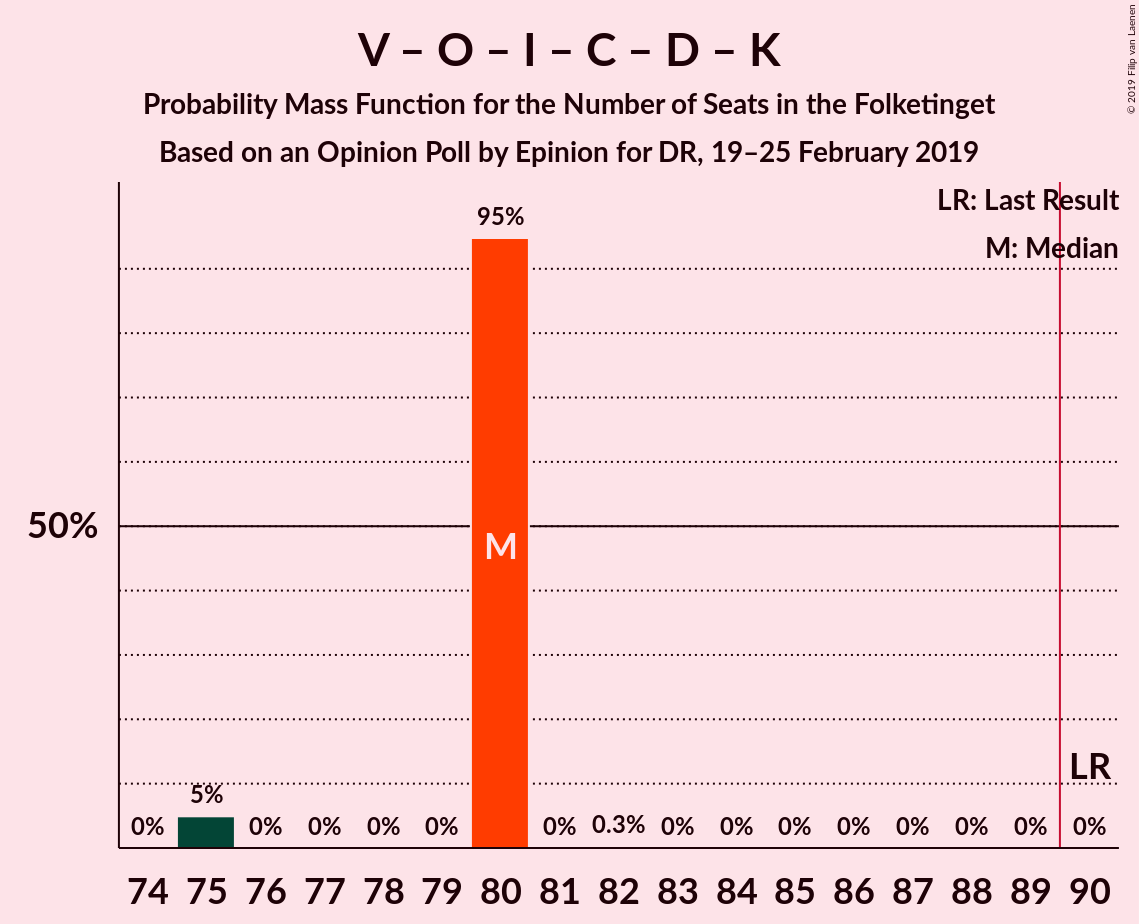 V – O – I – C – D – K
Probability Mass Function for the Number of Seats in the Folketinget
Based on an Opinion Poll by Epinion for DR, 19–25 February 2019
© 2019 Filip van Laenen
LR: Last Result
M: Median
95%
50%
M
LR
5%
0% 0% 0% 0% 0% 0% 0.3% 0% 0% 0% 0% 0% 0% 0% 0%
74 75 76 77 78 79 80 81 82 83 84 85 86 87 88 89 90